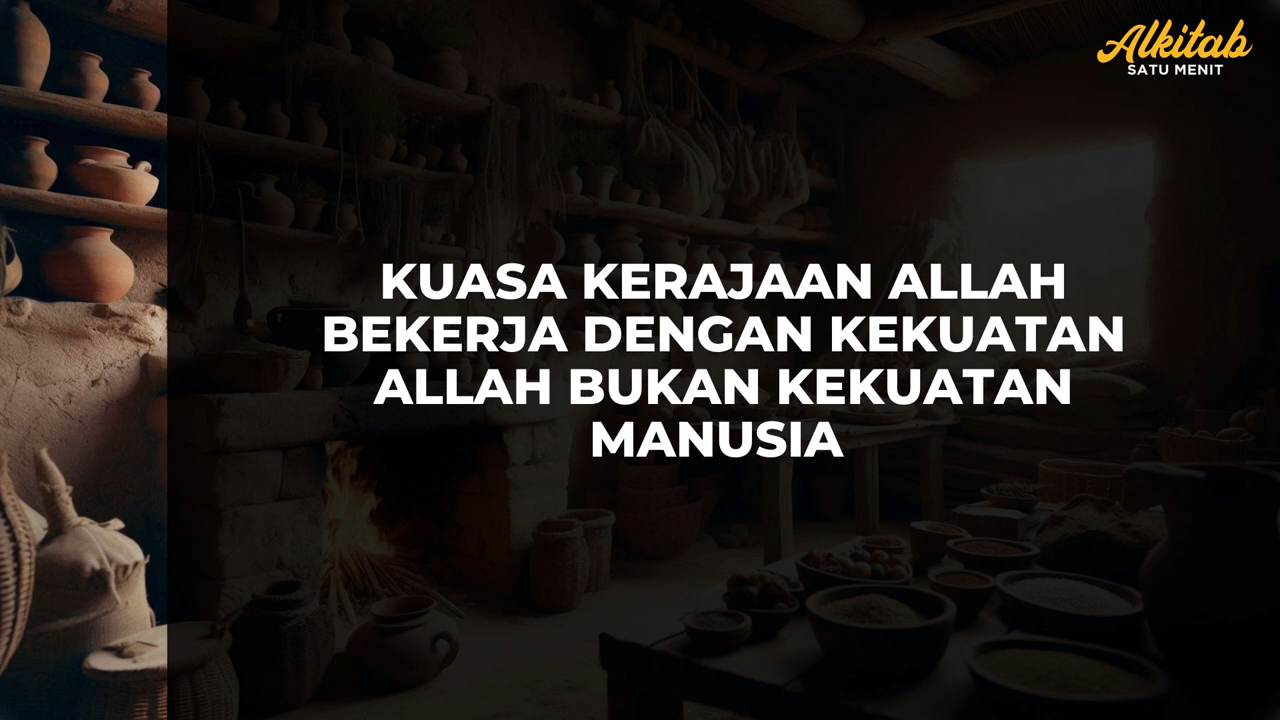 Alkitab
SATU MENIT
KUASA KERAJAAN ALLAH
BEKERJA DENGAN KEKUATAN
ALLAH BUKAN KEKUATAN
MANUSIA